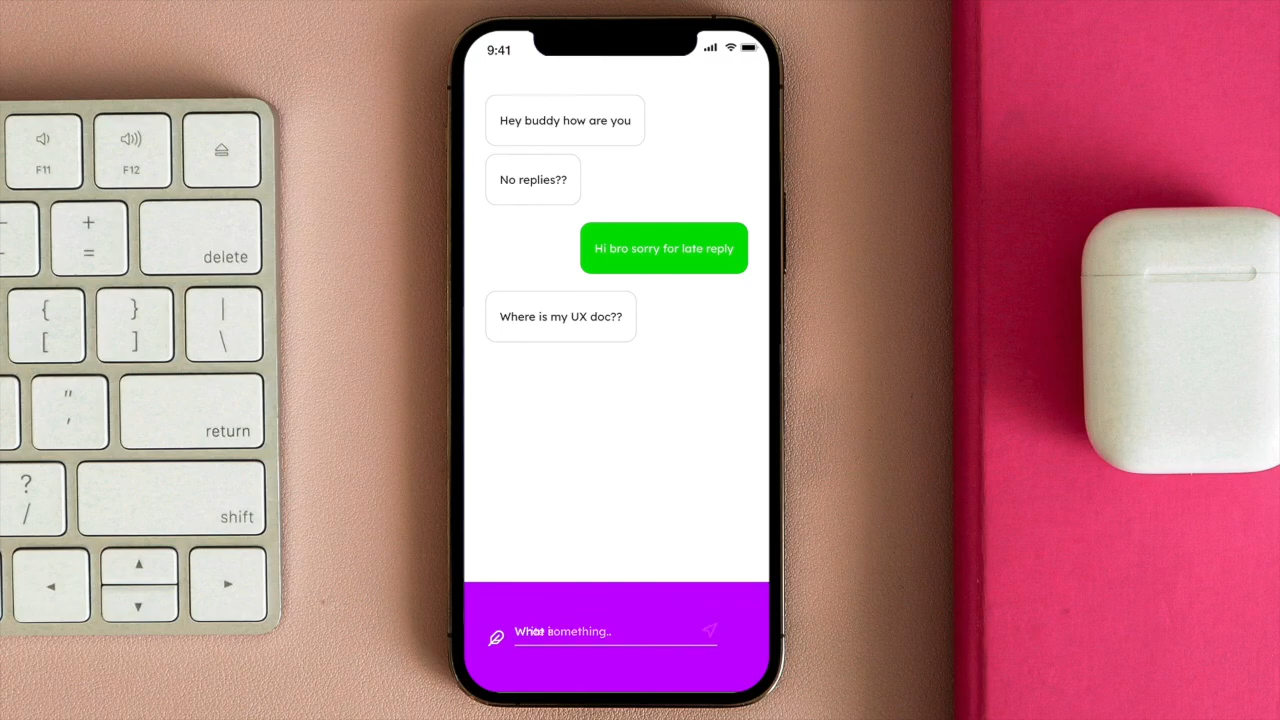 9:41
Hey buddy how are you
No replies??
Hi bro sorry for late reply
Where is my UX doc??
something..
F11
F12
+
=
delete
{
[
}
]
|
\
"
'
return
?
/
shift